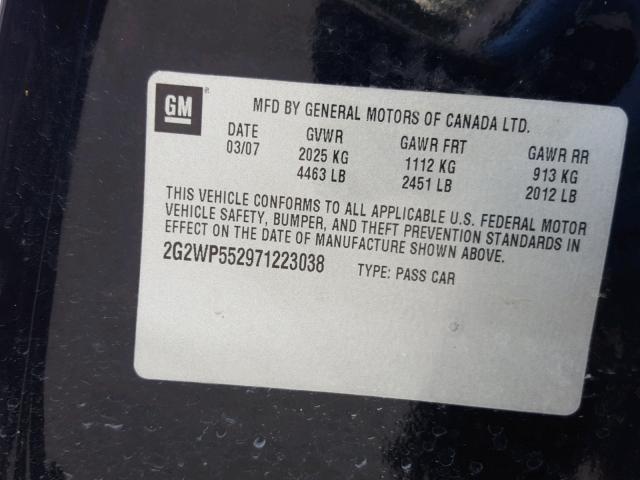 GM ®
MFD BY GENERAL MOTORS OF CANADA LTD.
DATE GVWR GAWR FRT GAWR RR
03/07 2025 KG 1112 KG 913 KG
4463 LB 2451 LB 2012 LB
THIS VEHICLE CONFORMS TO ALL APPLICABLE U.S. FEDERAL MOTOR
VEHICLE SAFETY, BUMPER, AND THEFT PREVENTION STANDARDS IN
EFFECT ON THE DATE OF MANUFACTURE SHOWN ABOVE.
2G2WP552971223038 TYPE: PASS CAR